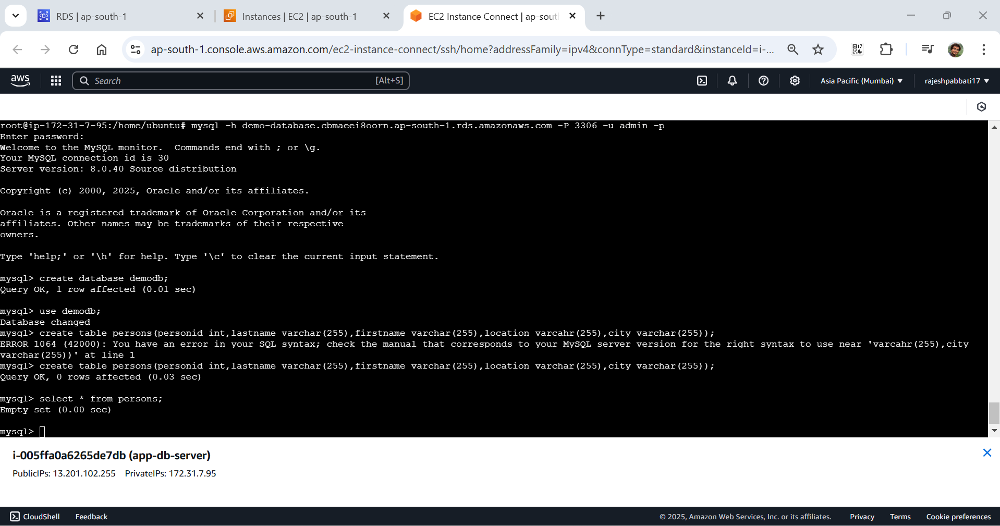 RDS | ap-south-1
Instances | EC2 | ap-south-1
EC2 Instance Connect | ap-sout
ap-south-1.console.aws.amazon.com/ec2-instance-connect/ssh/home?addressFamily=ipv4&connType=standard&instanceId=i-...
aws
Search
[Alt+S]
Asia Pacific (Mumbai)
rajeshpabbati17
root@ip-172-31-7-95:/home/ubuntu# mysql -h demo-database.cbmaeei8oorn.ap-south-1.rds.amazonaws.com -P 3306 -u admin -p
Enter password:
Welcome to the MySQL monitor.  Commands end with ; or \g.
Your MySQL connection id is 30
Server version: 8.0.40 Source distribution
Copyright (c) 2000, 2025, Oracle and/or its affiliates.
Oracle is a registered trademark of Oracle Corporation and/or its
affiliates. Other names may be trademarks of their respective
owners.
Type 'help;' or '\h' for help. Type '\c' to clear the current input statement.
mysql> create database demodb;
Query OK, 1 row affected (0.01 sec)
mysql> use demodb;
Database changed
mysql> create table persons(personid int,lastname varchar(255),firstname varchar(255),location varcahr(255),city varchar(255));
ERROR 1064 (42000): You have an error in your SQL syntax; check the manual that corresponds to your MySQL server version for the right syntax to use near 'varcahr(255),city
varchar(255))' at line 1
mysql> create table persons(personid int,lastname varchar(255),firstname varchar(255),location varchar(255),city varchar(255));
Query OK, 0 rows affected (0.03 sec)
mysql> select * from persons;
Empty set (0.00 sec)
mysql>
i-005ffa0a6265de7db (app-db-server)
PublicIPs: 13.201.102.255 PrivateIPs: 172.31.7.95
CloudShell
Feedback
© 2025, Amazon Web Services, Inc. or its affiliates.
Privacy
Terms
Cookie preferences